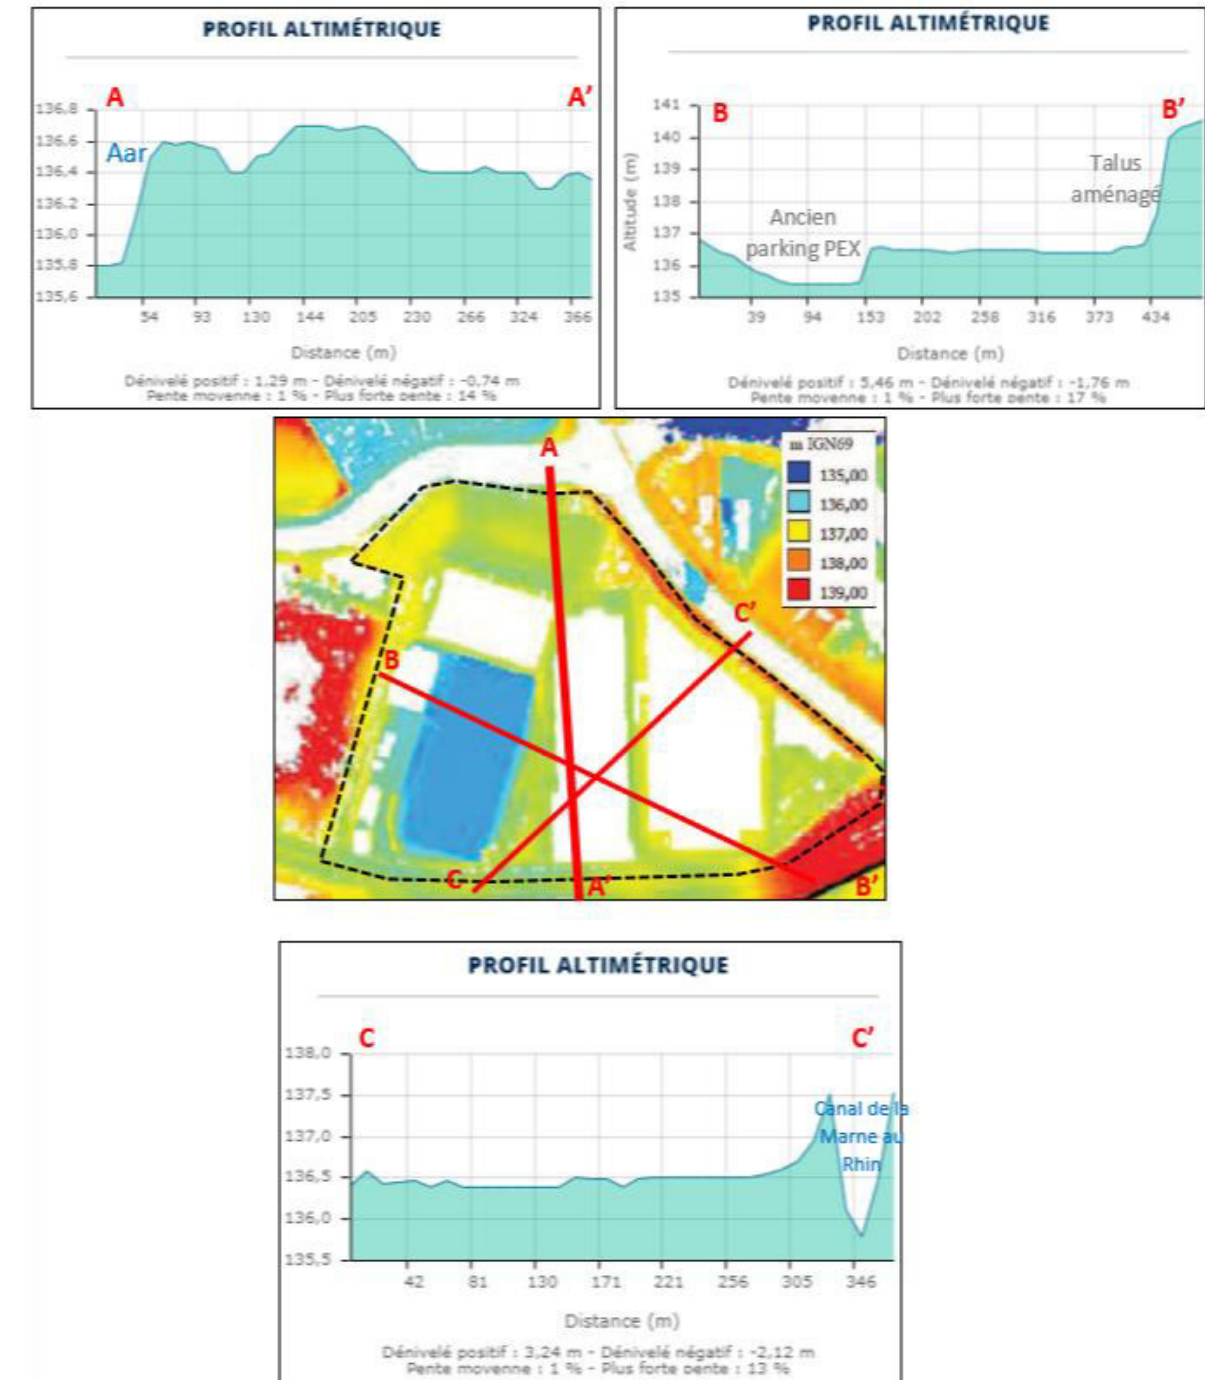 PROFIL ALTIMÉTRIQUE
A
A'
Aar
136,8
136,6
136,4
136,2
136,0
135,8
135,6
54 93 130 144 205 230 266 324 366
Distance (m)
Dénivelé positif : 1,29 m - Dénivelé négatif : -0,74 m
Pente moyenne : 1 % - Plus forte pente : 14 %
PROFIL ALTIMÉTRIQUE
B
B'
Altitude (m)
141
140
139
138
137
136
135
Ancien
parking PEX
Talus
aménagé
39 94 153 202 258 316 373 434
Distance (m)
Dénivelé positif : 5,46 m - Dénivelé négatif : -1,76 m
Pente moyenne : 1 % - Plus forte pente : 17 %
A
m IGN69
135,00
136,00
137,00
138,00
139,00
C'
B
C
A'
B'
PROFIL ALTIMÉTRIQUE
C
C'
138,0
137,5
137,0
136,5
136,0
135,5
Canal de la
Marne au
Rhin
42 81 130 171 221 256 305 346
Distance (m)
Dénivelé positif : 3,24 m - Dénivelé négatif : -2,12 m
Pente moyenne : 1 % - Plus forte pente : 13 %